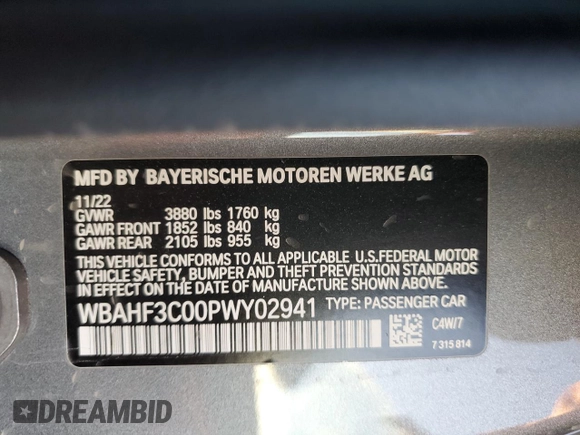 MFD BY BAYERISCHE MOTOREN WERKE AG
11/22
GVWR 3880 lbs 1760 kg
GAWR FRONT 1852 lbs 840 kg
GAWR REAR 2105 lbs 955 kg
THIS VEHICLE CONFORMS TO ALL APPLICABLE U.S.FEDERAL MOTOR
VEHICLE SAFETY, BUMPER AND THEFT PREVENTION STANDARDS
IN EFFECT ON THE DATE OF MANUFACTURE SHOWN ABOVE.
WBAHF3C00PWY02941 TYPE: PASSENGER CAR
C4W/7
7 315 814
DREAMBID